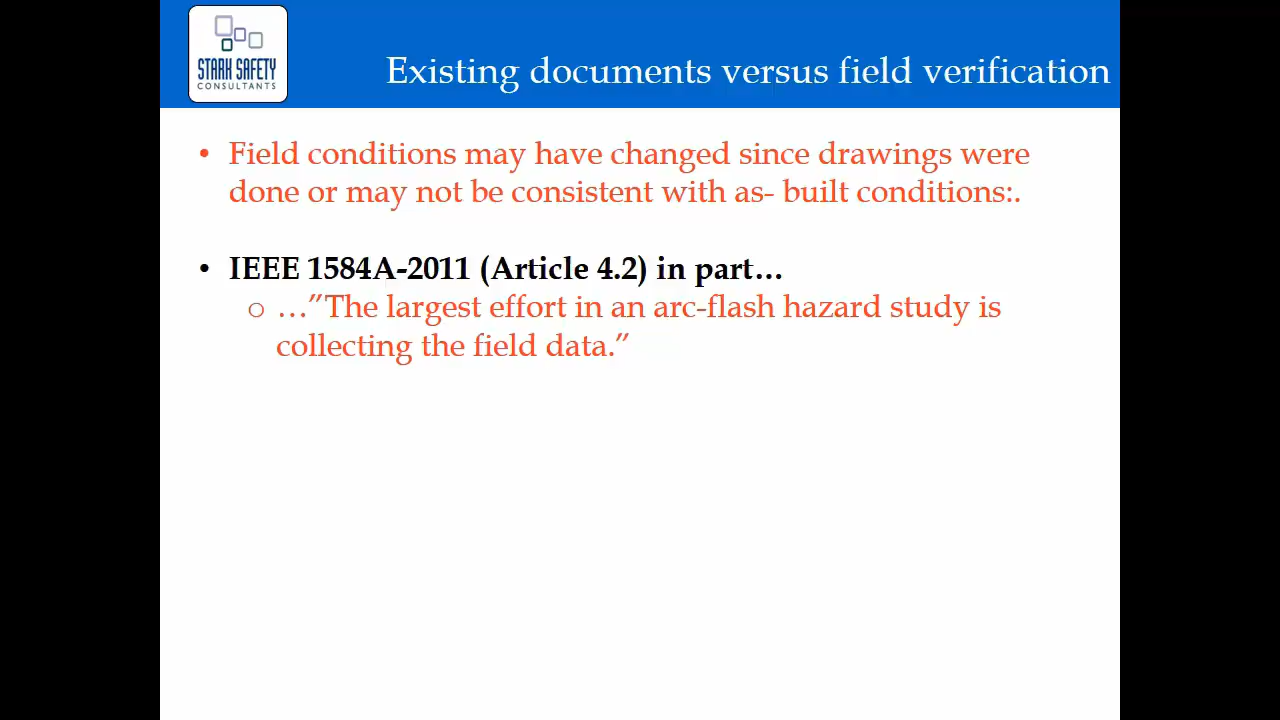 STARK SAFETY
CONSULTANTS
Existing documents versus field verification
• Field conditions may have changed since drawings were
done or may not be consistent with as- built conditions:.
• IEEE 1584A-2011 (Article 4.2) in part…
o …”The largest effort in an arc-flash hazard study is
collecting the field data.”